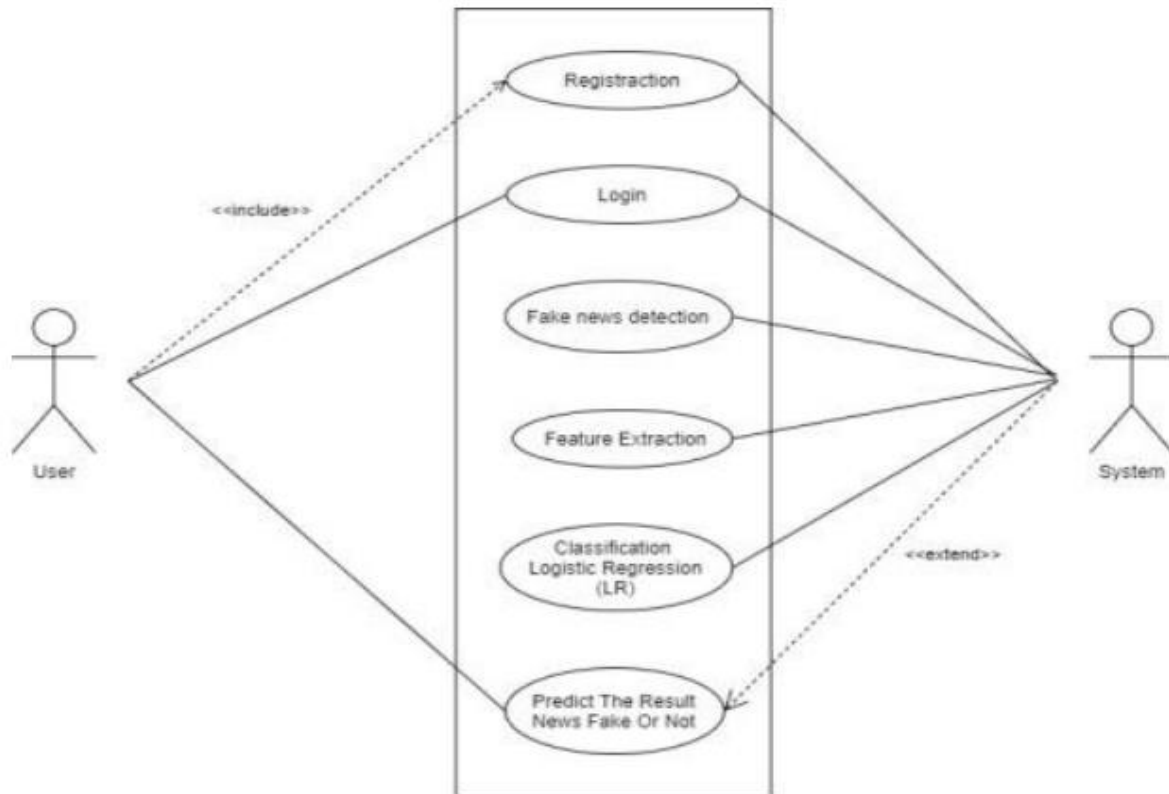 Registraction
Login
<<include>>
Fake news detection
Feature Extraction
User
System
Classification
Logistic Regression
(LR)
<<extend>>
Predict The Result
News Fake Or Not